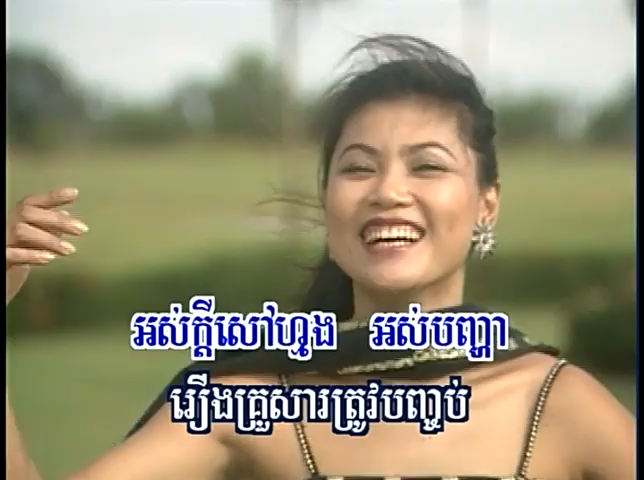 អស់ក្ដីសៅហ្មង អស់បញ្ហា
រឿងគ្រួសារត្រូវបញ្ចប់